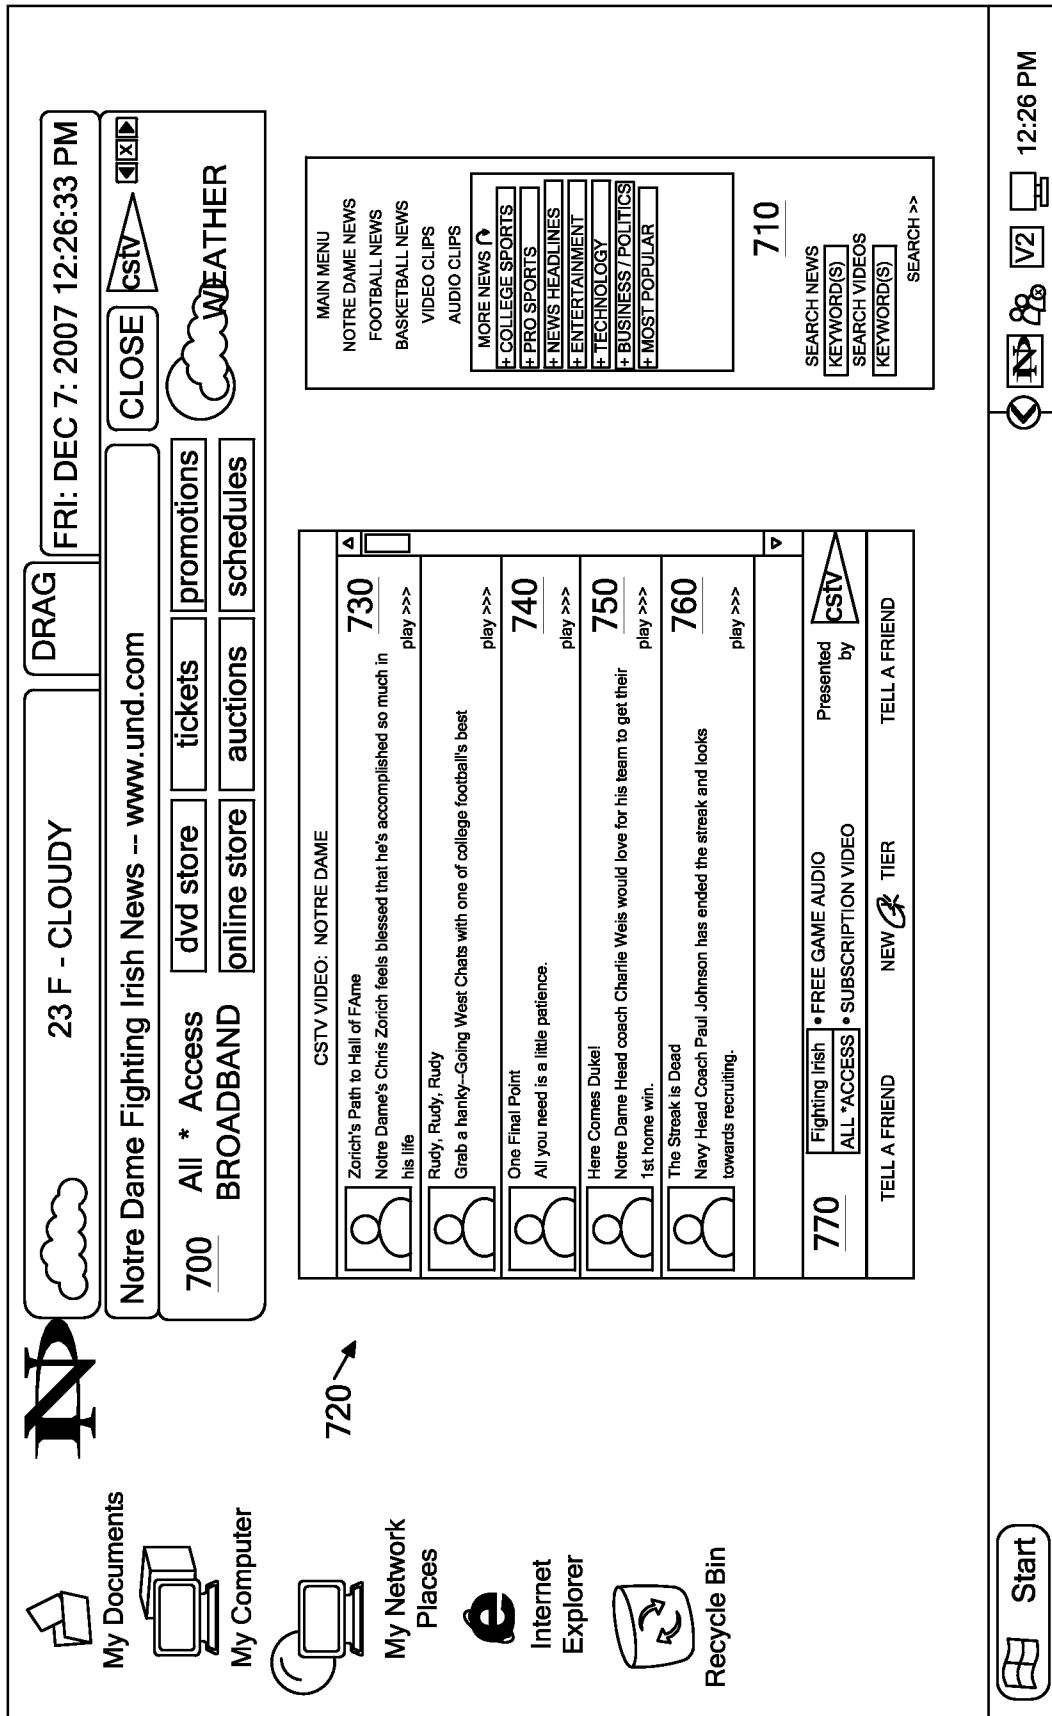 23 F - CLOUDY
DRAG
FRI: DEC 7: 2007 12:26:33 PM
Notre Dame Fighting Irish News -- www.und.com
CLOSE
cstv
X
700
All * Access
BROADBAND
dvd store
tickets
promotions
online store
auctions
schedules
WEATHER
My Documents
My Computer
My Network
Places
Internet
Explorer
Recycle Bin
720
CSTV VIDEO: NOTRE DAME
Zorich's Path to Hall of FAme
730
Notre Dame's Chris Zorich feels blessed that he's accomplished so much in
his life
play >>>
Rudy, Rudy, Rudy
Grab a hanky--Going West Chats with one of college football's best
play >>>
One Final Point
740
All you need is a little patience.
play >>>
Here Comes Duke!
750
Notre Dame Head coach Charlie Weis would love for his team to get their
1st home win.
play >>>
The Streak is Dead
760
Navy Head Coach Paul Johnson has ended the streak and looks
towards recruiting.
play >>>
770
Fighting Irish
ALL *ACCESS
• FREE GAME AUDIO
• SUBSCRIPTION VIDEO
Presented
by
cstv
TELL A FRIEND
NEW TIER
TELL A FRIEND
MAIN MENU
NOTRE DAME NEWS
FOOTBALL NEWS
BASKETBALL NEWS
VIDEO CLIPS
AUDIO CLIPS
MORE NEWS
+ COLLEGE SPORTS
+ PRO SPORTS
+ NEWS HEADLINES
+ ENTERTAINMENT
+ TECHNOLOGY
+ BUSINESS / POLITICS
+ MOST POPULAR
710
SEARCH NEWS
KEYWORD(S)
SEARCH VIDEOS
KEYWORD(S)
SEARCH >>
Start
V2
12:26 PM